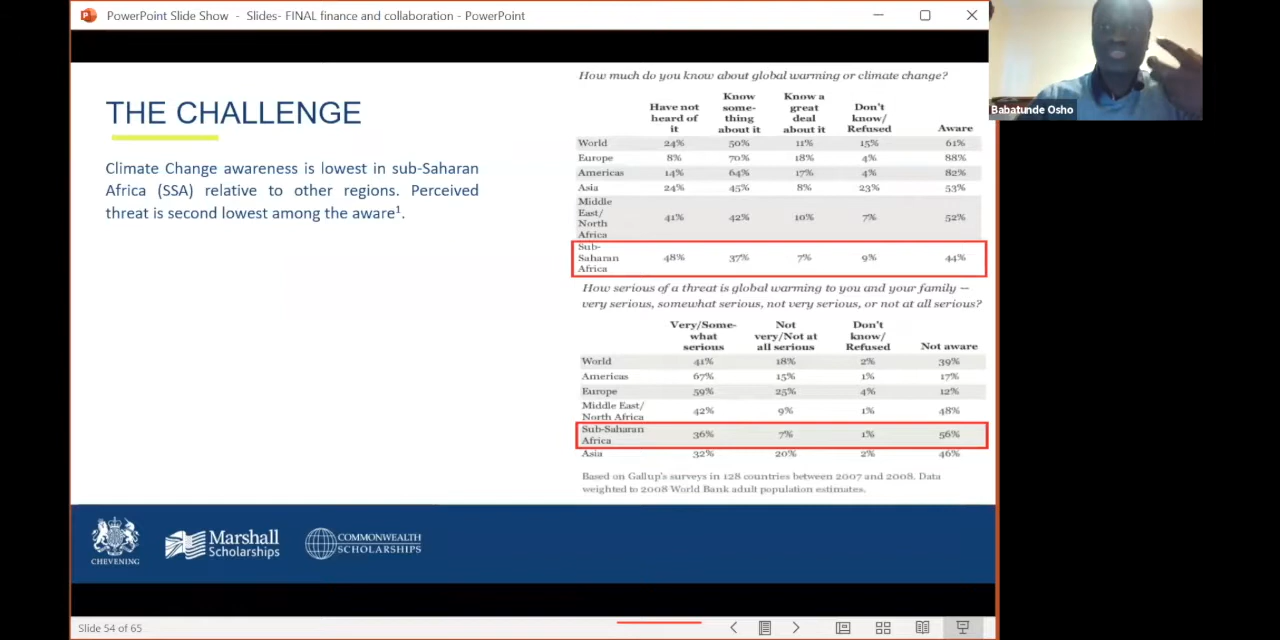 PowerPoint Slide Show - Slides- FINAL finance and collaboration - PowerPoint
Babatunde Osho
THE CHALLENGE
Climate Change awareness is lowest in sub-Saharan
Africa (SSA) relative to other regions. Perceived
threat is second lowest among the aware¹.
How much do you know about global warming or climate change?
Have not heard of it Know some-thing about it Know a great deal about it Don't know/Refused Aware
World 24% 50% 11% 15% 61%
Europe 8% 70% 18% 4% 88%
Americas 14% 64% 17% 4% 82%
Asia 24% 45% 8% 23% 53%
Middle East/North Africa 41% 42% 10% 7% 52%
Sub-Saharan Africa 48% 37% 7% 9% 44%
How serious of a threat is global warming to you and your family —
very serious, somewhat serious, not very serious, or not at all serious?
Very/Some-what serious Not very/Not at all serious Don't know/Refused Not aware
World 41% 18% 2% 39%
Americas 67% 15% 1% 17%
Europe 59% 25% 4% 12%
Middle East/North Africa 42% 9% 1% 48%
Sub-Saharan Africa 36% 7% 1% 56%
Asia 32% 20% 2% 46%
Based on Gallup's surveys in 128 countries between 2007 and 2008. Data
weighted to 2008 World Bank adult population estimates.
CHEVENING
Marshall
Scholarships
COMMONWEALTH
SCHOLARSHIPS
Slide 54 of 65